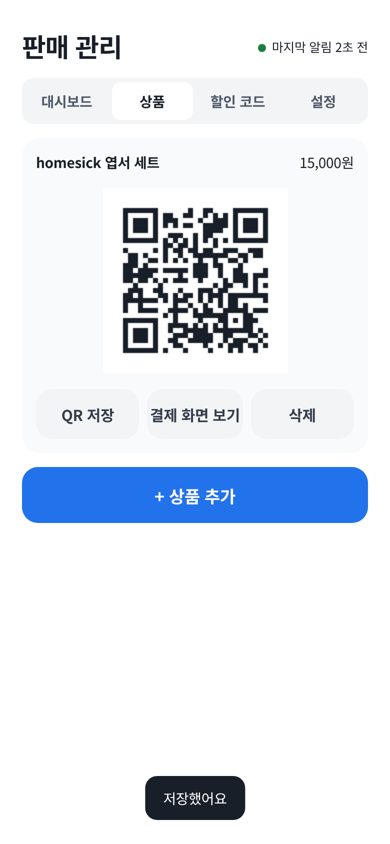 판매 관리
마지막 알림 2초 전
대시보드
상품
할인 코드
설정
homesick 엽서 세트
15,000원
QR 저장
결제 화면 보기
삭제
+ 상품 추가
저장했어요